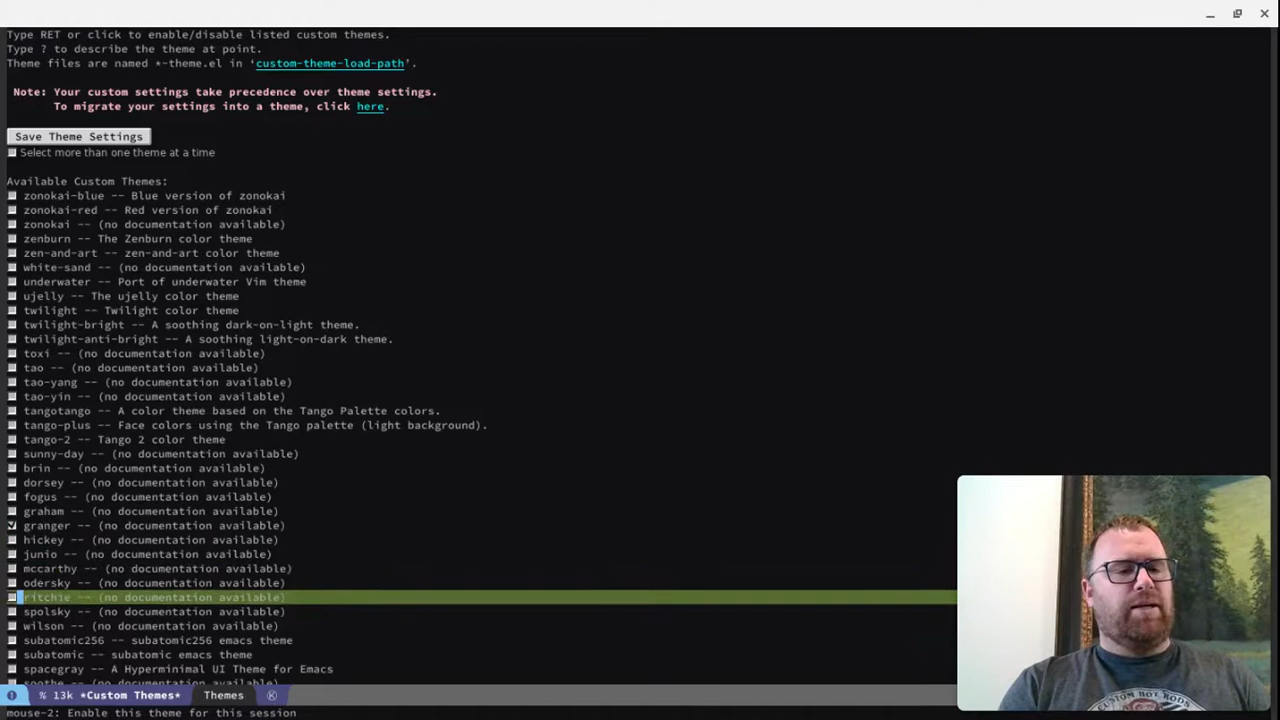 Type RET or click to enable/disable listed custom themes.
Type ? to describe the theme at point.
Theme files are named *-theme.el in ‘custom-theme-load-path’.
Note: Your custom settings take precedence over theme settings.
To migrate your settings into a theme, click here.
Save Theme Settings
Select more than one theme at a time
Available Custom Themes:
zonokai-blue -- Blue version of zonokai
zonokai-red -- Red version of zonokai
zonokai -- (no documentation available)
zenburn -- The Zenburn color theme
zen-and-art -- zen-and-art color theme
white-sand -- (no documentation available)
underwater -- Port of underwater Vim theme
ujelly -- The ujelly color theme
twilight -- Twilight color theme
twilight-bright -- A soothing dark-on-light theme.
twilight-anti-bright -- A soothing light-on-dark theme.
toxi -- (no documentation available)
tao -- (no documentation available)
tao-yang -- (no documentation available)
tao-yin -- (no documentation available)
tangotango -- A color theme based on the Tango Palette colors.
tango-plus -- Face colors using the Tango palette (light background).
tango-2 -- Tango 2 color theme
sunny-day -- (no documentation available)
brin -- (no documentation available)
dorsey -- (no documentation available)
fogus -- (no documentation available)
graham -- (no documentation available)
granger -- (no documentation available)
hickey -- (no documentation available)
junio -- (no documentation available)
mccarthy -- (no documentation available)
odersky -- (no documentation available)
ritchie -- (no documentation available)
spolsky -- (no documentation available)
wilson -- (no documentation available)
subatomic256 -- subatomic256 emacs theme
subatomic -- subatomic emacs theme
spacegray -- A Hyperminimal UI Theme for Emacs
soothe -- (no documentation available)
1 % 13k *Custom Themes* Themes K
mouse-2: Enable this theme for this session
CUSTOM HOT RODS